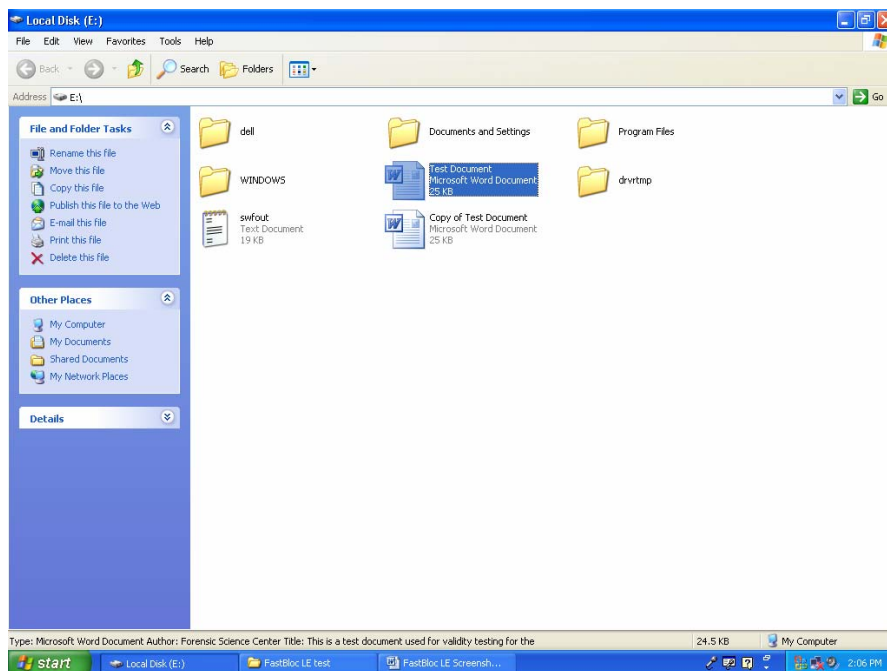 Local Disk (E:)
File Edit View Favorites Tools Help
Back Search Folders
Address E:\ Go
File and Folder Tasks
Rename this file
Move this file
Copy this file
Publish this file to the Web
E-mail this file
Print this file
Delete this file
Other Places
My Computer
My Documents
Shared Documents
My Network Places
Details
dell
Documents and Settings
Program Files
WINDOWS
Test Document
Microsoft Word Document
25 KB
drvrtmp
swfout
Text Document
19 KB
Copy of Test Document
Microsoft Word Document
25 KB
Type: Microsoft Word Document Author: Forensic Science Center Title: This is a test document used for validity testing for the 24.5 KB My Computer
start Local Disk (E:) FastBloc LE test FastBloc LE Screensh... 2:06 PM